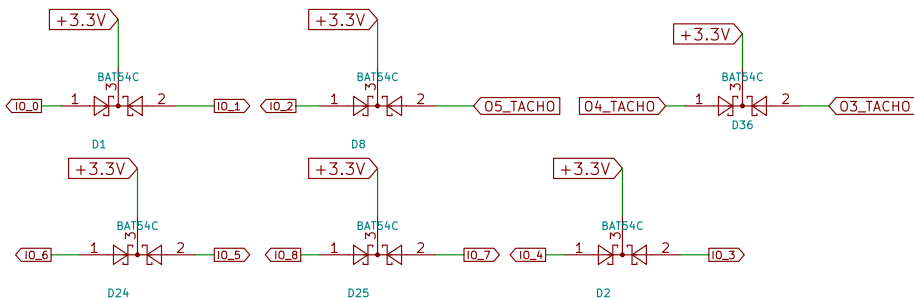 +3.3V +3.3V +3.3V
BAT54C BAT54C BAT54C
IO_0 1 3 2 IO_1 IO_2 1 3 2 O5_TACHO O4_TACHO 1 3 2 O3_TACHO
D1 D8 D36
+3.3V +3.3V +3.3V
BAT54C BAT54C BAT54C
IO_6 1 3 2 IO_5 IO_8 1 3 2 IO_7 IO_4 1 3 2 IO_3
D24 D25 D2